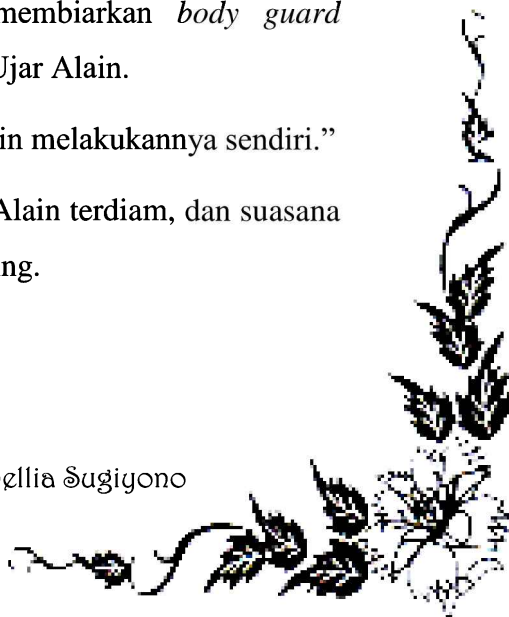 membiarkan body guard
Ujar Alain.
in melakukannya sendiri.”
Alain terdiam, dan suasana
ng.
ellia Sugiyono